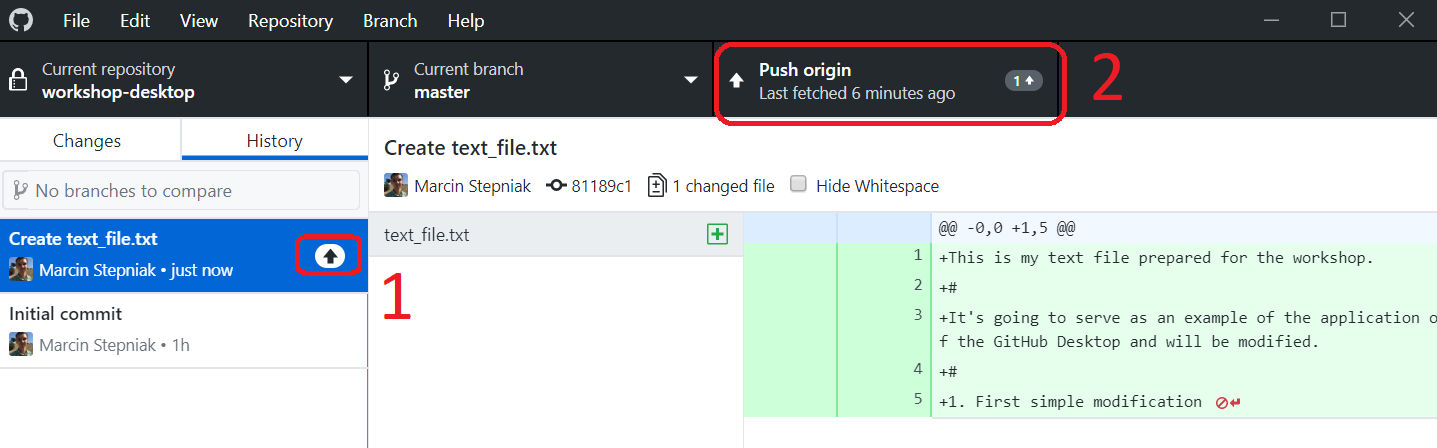 File Edit View Repository Branch Help
Current repository
workshop-desktop
Current branch
master
Push origin
Last fetched 6 minutes ago
1
2
Changes History
No branches to compare
Create text_file.txt
Marcin Stepniak • just now
1
Initial commit
Marcin Stepniak • 1h
Create text_file.txt
Marcin Stepniak 81189c1 1 changed file Hide Whitespace
text_file.txt
@@ -0,0 +1,5 @@
1 +This is my text file prepared for the workshop.
2 +#
3 +It's going to serve as an example of the application o
f the GitHub Desktop and will be modified.
4 +#
5 +1. First simple modification